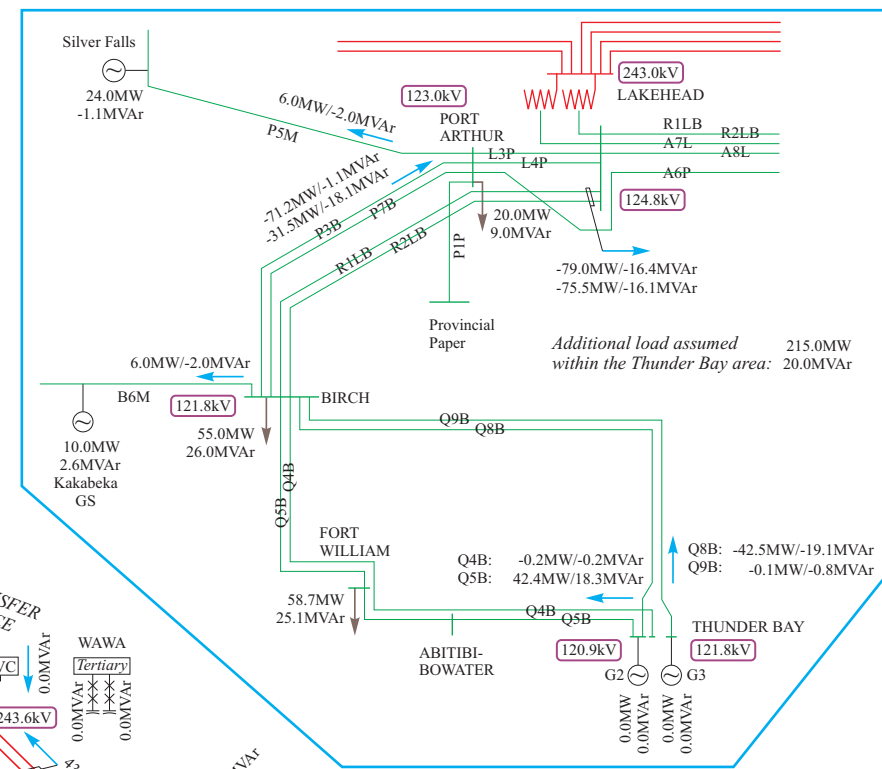 Silver Falls
24.0MW
-1.1MVAr
6.0MW/-2.0MVAr
P5M
123.0kV
PORT
ARTHUR
243.0kV
LAKEHEAD
R1LB
R2LB
A7L
A8L
L3P
L4P
A6P
124.8kV
-71.2MW/-1.1MVAr
-31.5MW/-18.1MVAr
P3B
P7B
R1LB
R2LB
P1P
20.0MW
9.0MVAr
-79.0MW/-16.4MVAr
-75.5MW/-16.1MVAr
Provincial
Paper
Additional load assumed 215.0MW
within the Thunder Bay area: 20.0MVAr
6.0MW/-2.0MVAr
B6M
121.8kV
BIRCH
10.0MW
2.6MVAr
Kakabeka
GS
55.0MW
26.0MVAr
Q9B
Q8B
Q5B
Q4B
FORT
WILLIAM
58.7MW
25.1MVAr
Q4B: -0.2MW/-0.2MVAr
Q5B: 42.4MW/18.3MVAr
Q8B: -42.5MW/-19.1MVAr
Q9B: -0.1MW/-0.8MVAr
Q4B
Q5B
ABITIBI-
BOWATER
THUNDER BAY
120.9kV
121.8kV
G2
G3
0.0MW
0.0MVAr
0.0MW
0.0MVAr
0.0MVAr
WAWA
Tertiary
0.0MVAr
0.0MVAr
243.6kV